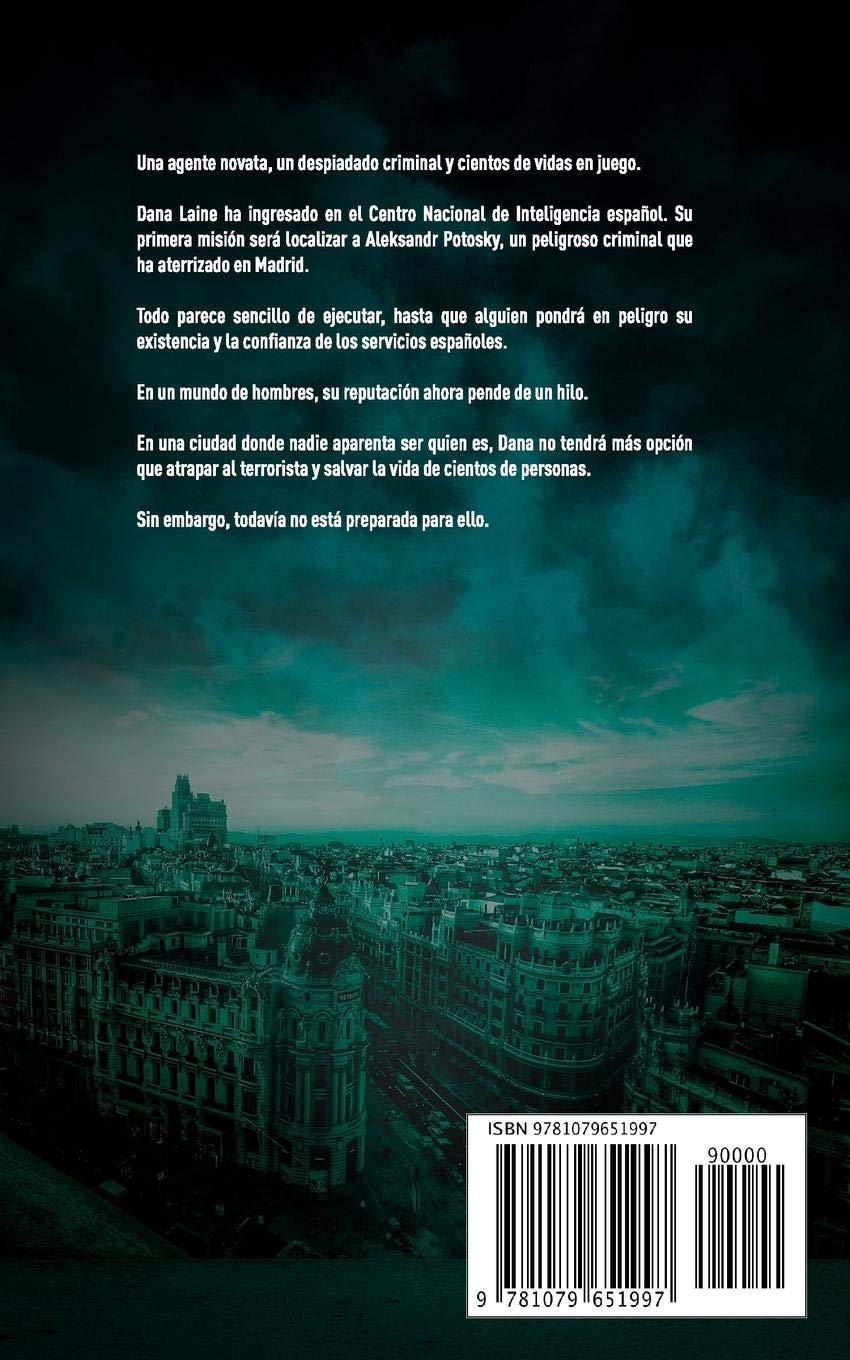 Una agente novata, un despiadado criminal y cientos de vidas en juego.
Dana Laine ha ingresado en el Centro Nacional de Inteligencia español. Su
primera misión será localizar a Aleksandr Potosky, un peligroso criminal que
ha aterrizado en Madrid.
Todo parece sencillo de ejecutar, hasta que alguien pondrá en peligro su
existencia y la confianza de los servicios españoles.
En un mundo de hombres, su reputación ahora pende de un hilo.
En una ciudad donde nadie aparenta ser quien es, Dana no tendrá más opción
que atrapar al terrorista y salvar la vida de cientos de personas.
Sin embargo, todavía no está preparada para ello.
ISBN 9781079651997
90000
9 781079 651997